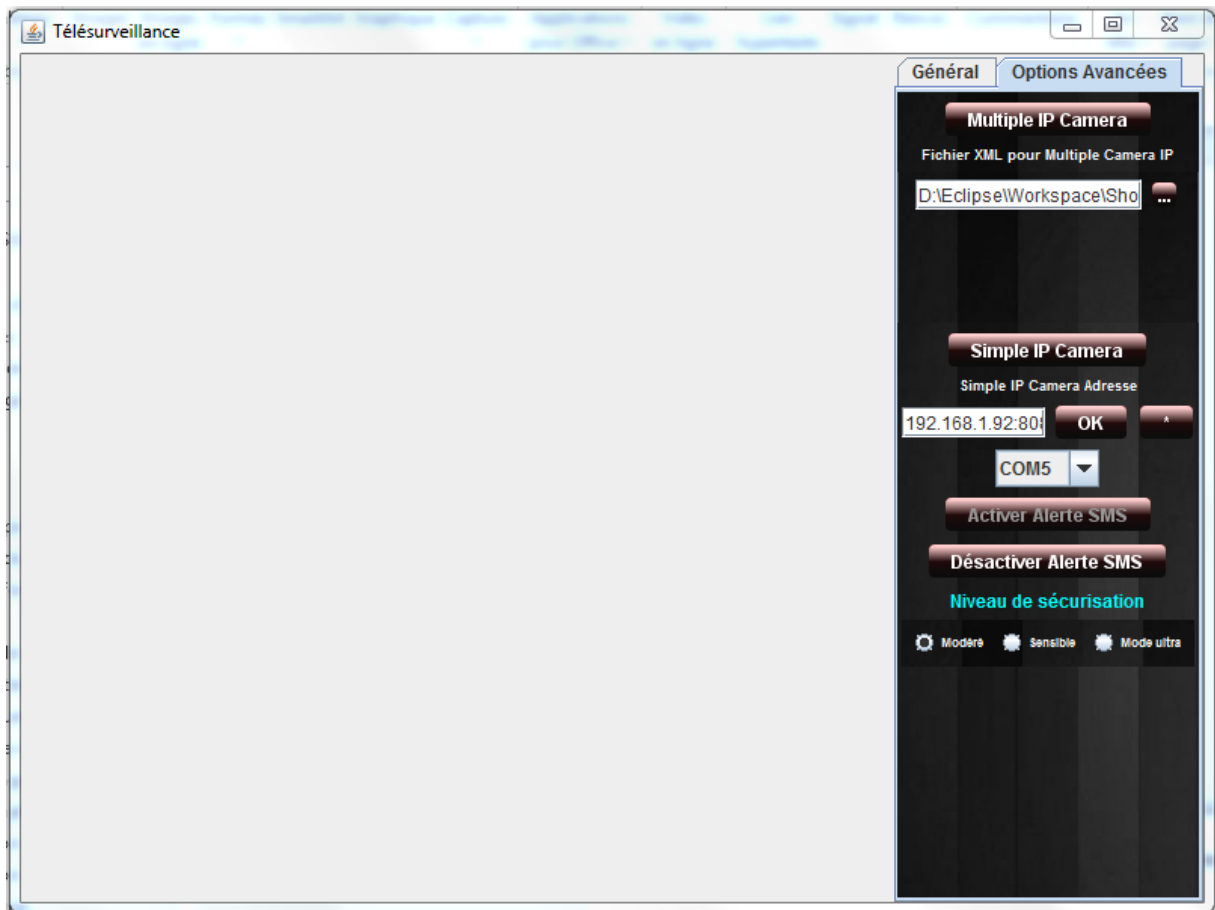 Télésurveillance
Général Options Avancées
Multiple IP Camera
Fichier XML pour Multiple Camera IP
D:\Eclipse\Workspace\Sho ...
Simple IP Camera
Simple IP Camera Adresse
192.168.1.92:808 OK *
COM5
Activer Alerte SMS
Désactiver Alerte SMS
Niveau de sécurisation
Modéré Sensible Mode ultra